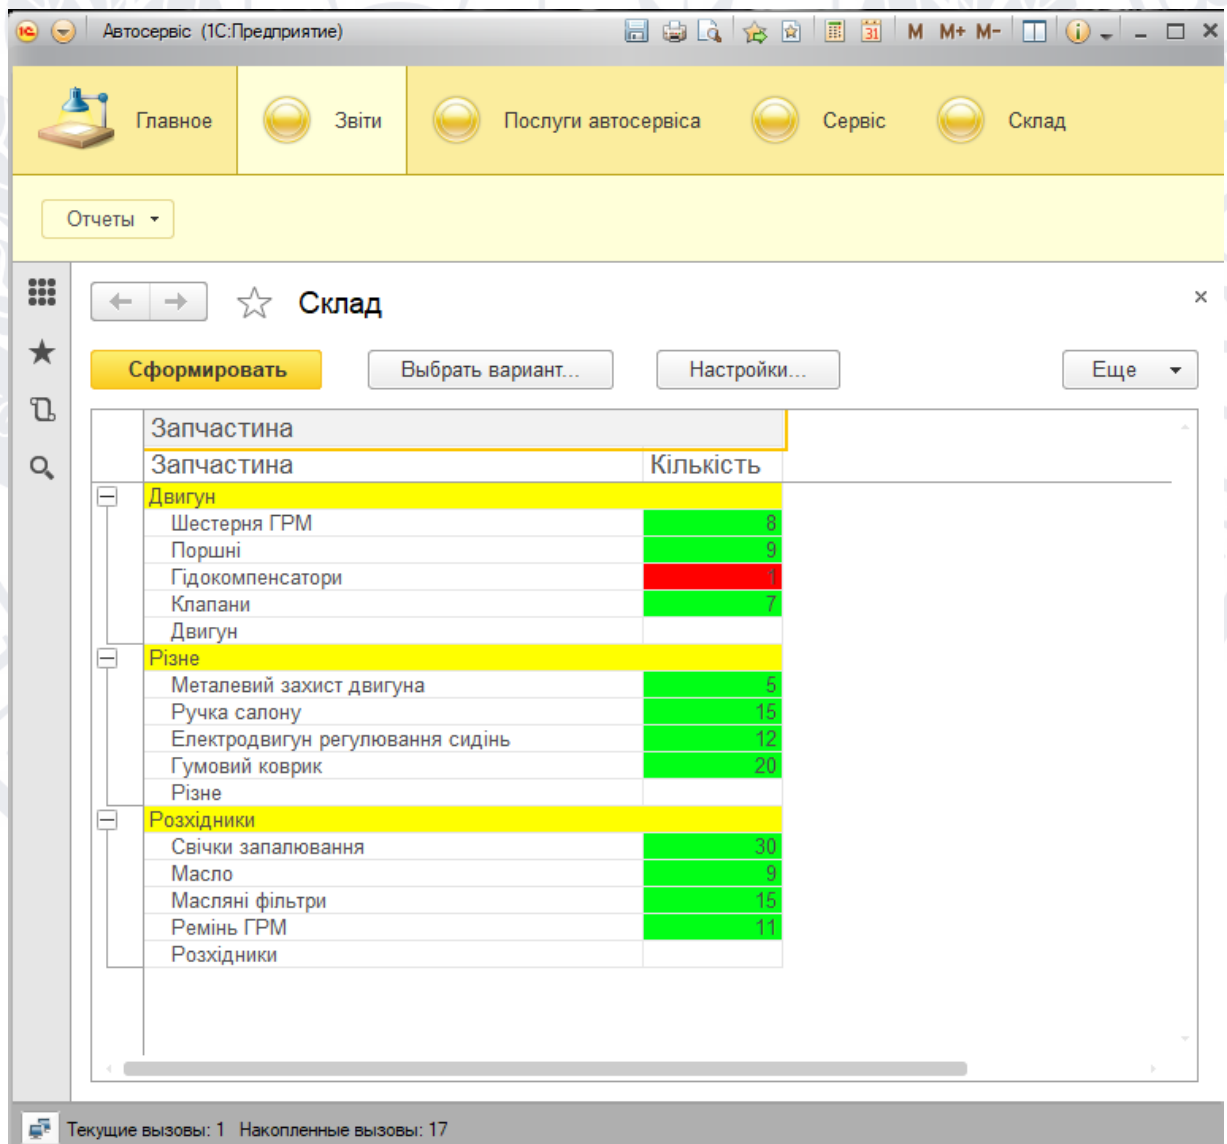 Автосервіс (1С:Предприятие)
31 M M+ M-
Главное Звіти Послуги автосервіса Сервіс Склад
Отчеты
Склад
Сформировать Выбрать вариант... Настройки... Еще
Запчастина
Запчастина Кількість
Двигун
Шестерня ГРМ 8
Поршні 9
Гідокомпенсатори 1
Клапани 7
Двигун
Різне
Металевий захист двигуна 5
Ручка салону 15
Електродвигун регулювання сидінь 12
Гумовий коврик 20
Різне
Розхідники
Свічки запалювання 30
Масло 9
Масляні фільтри 15
Ремінь ГРМ 11
Розхідники
Текущие вызовы: 1 Накопленные вызовы: 17